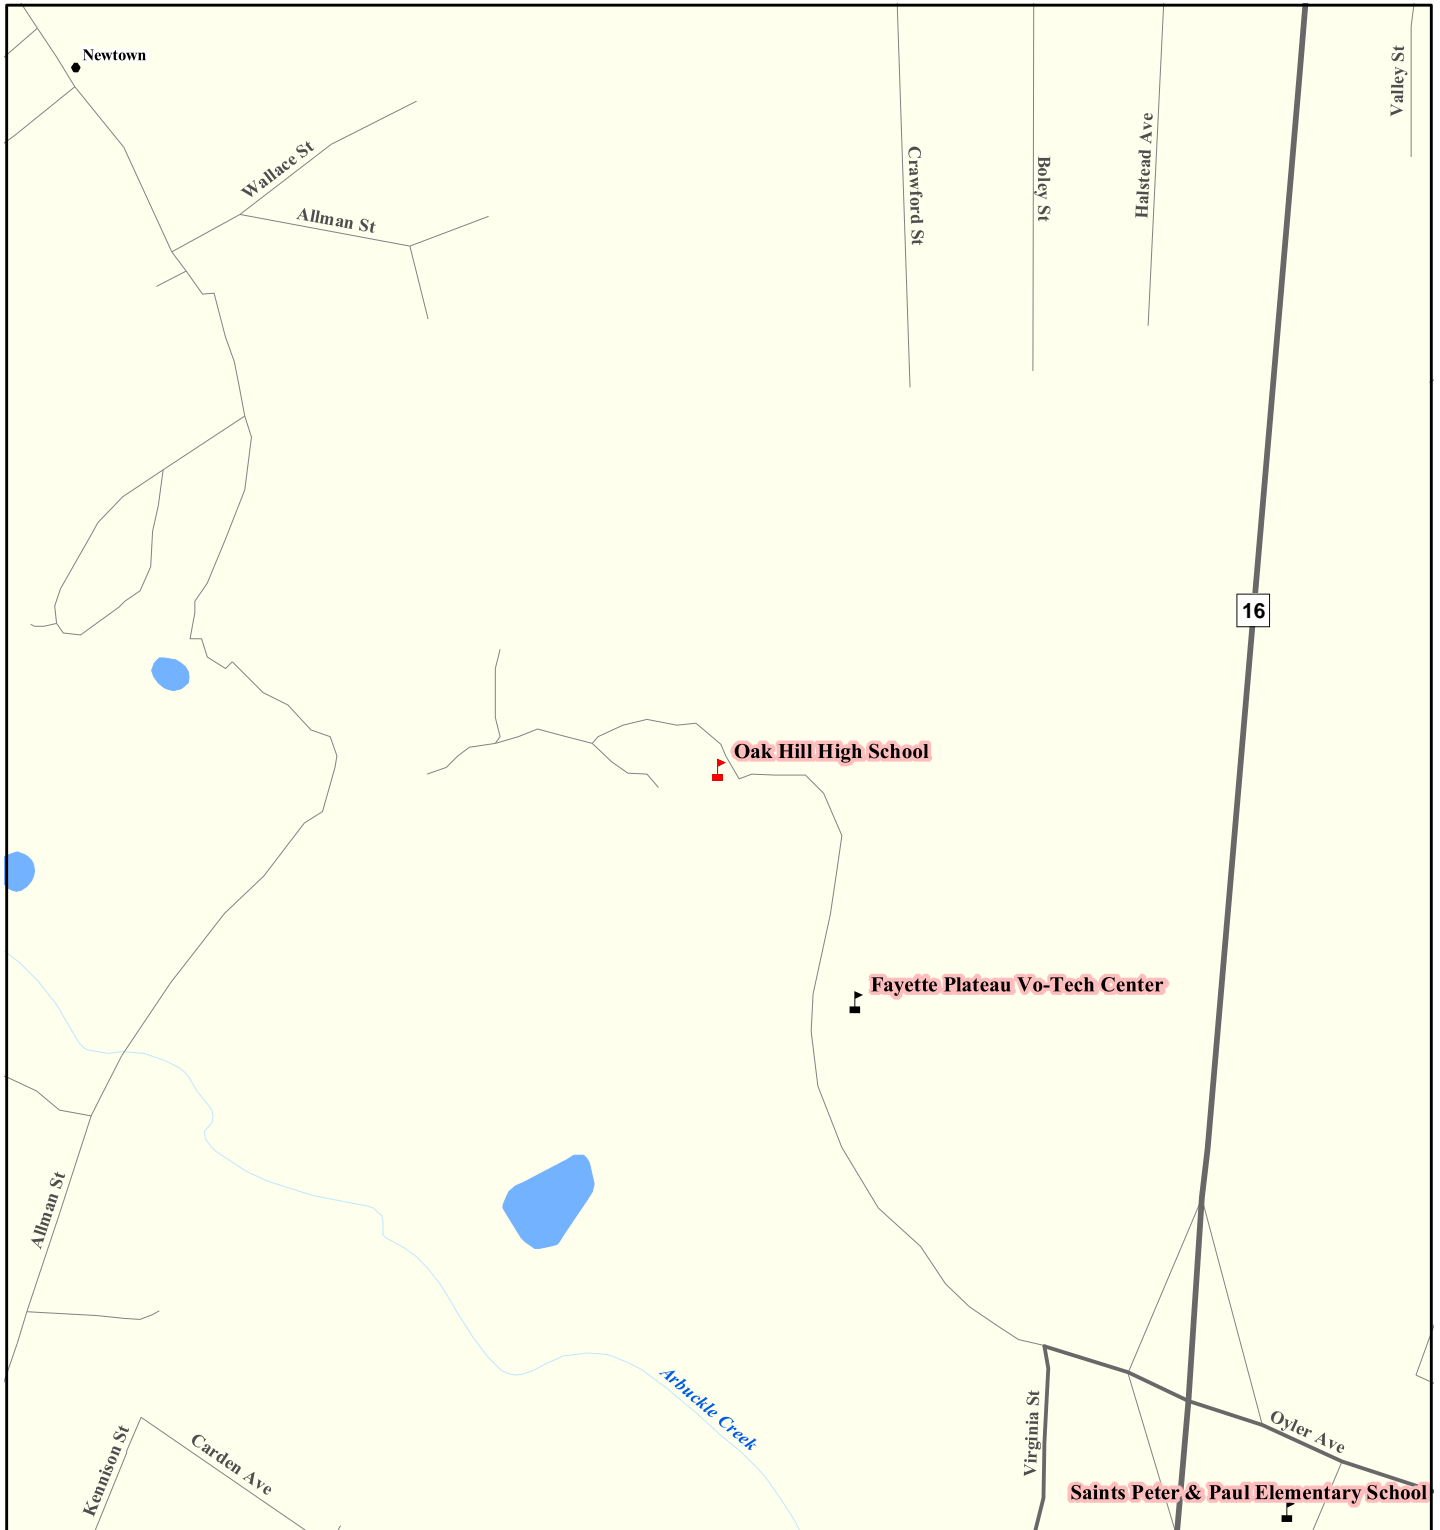 Newtown
Valley St
Wallace St
Allman St
Crawford St
Boley St
Halstead Ave
16
Oak Hill High School
Fayette Plateau Vo-Tech Center
Allman St
Arbuckle Creek
Virginia St
Oyler Ave
Kennison St
Carden Ave
Saints Peter & Paul Elementary School